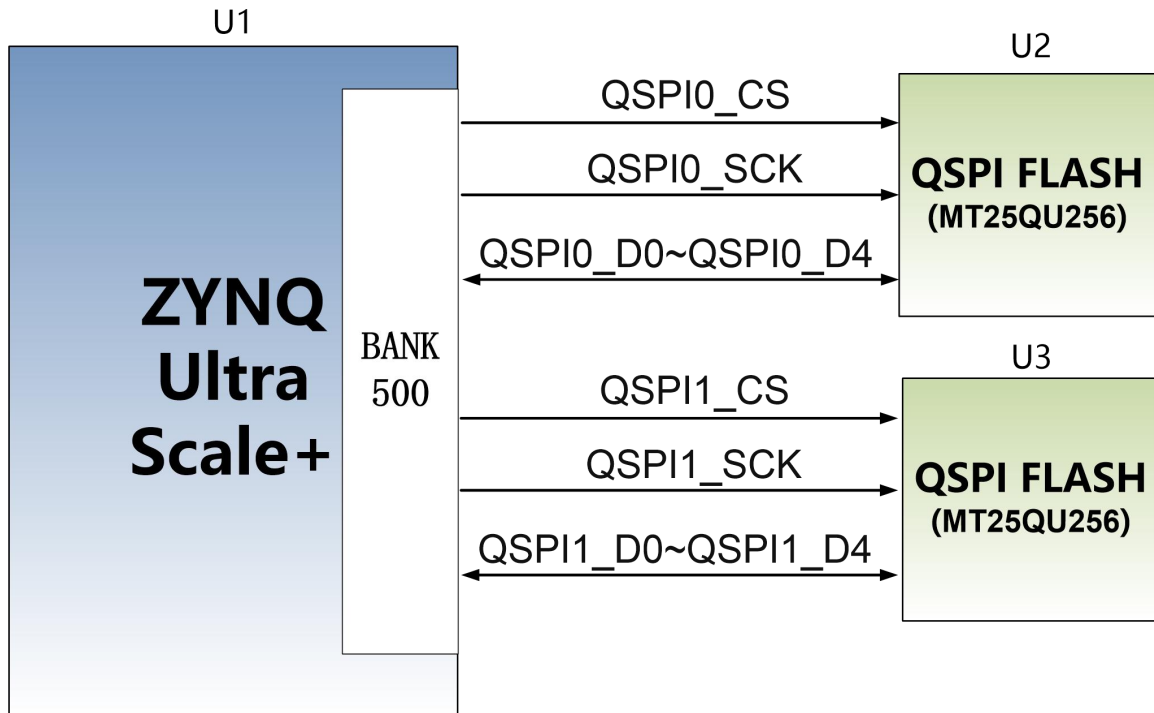 U1
ZYNQ
Ultra
Scale+
BANK
500
QSPI0_CS
QSPI0_SCK
QSPI0_D0~QSPI0_D4
QSPI1_CS
QSPI1_SCK
QSPI1_D0~QSPI1_D4
U2
QSPI FLASH
(MT25QU256)
U3
QSPI FLASH
(MT25QU256)